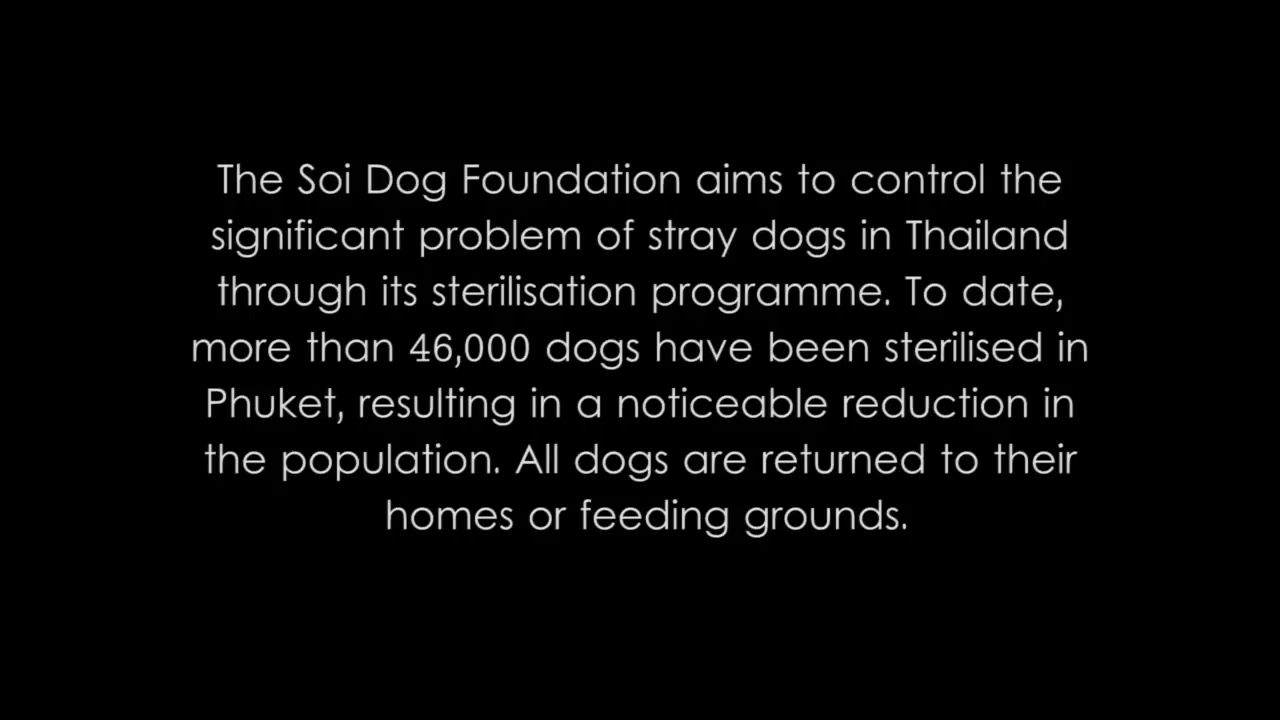 The Soi Dog Foundation aims to control the
significant problem of stray dogs in Thailand
through its sterilisation programme. To date,
more than 46,000 dogs have been sterilised in
Phuket, resulting in a noticeable reduction in
the population. All dogs are returned to their
homes or feeding grounds.